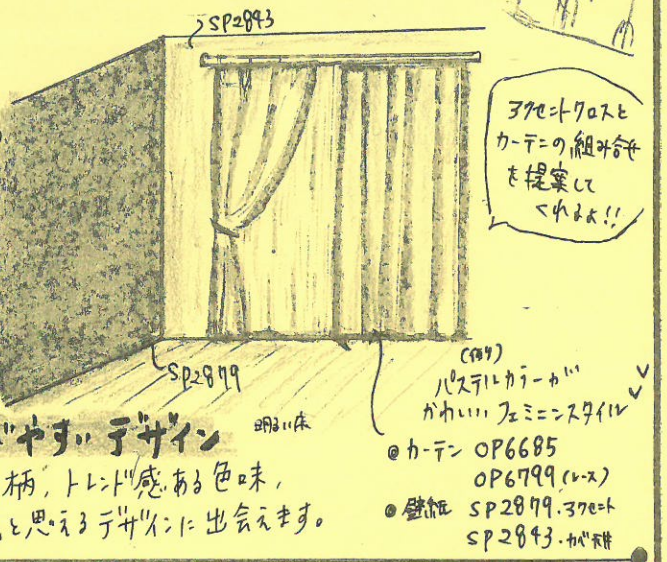 SP2843
アクセントクロスと
カーテンの組み合せ
を提案して
くれるよ!!
SP2879
明るい床
(例)
パステルカラーが
かわいいフェミニンスタイル
びやすいデザイン
柄、トレンド感ある色味、
と思えるデザインに出会えます。
@カーテン OP6685
OP6799(レース)
@壁紙 SP2879.アクセント
SP2843.カベ天井